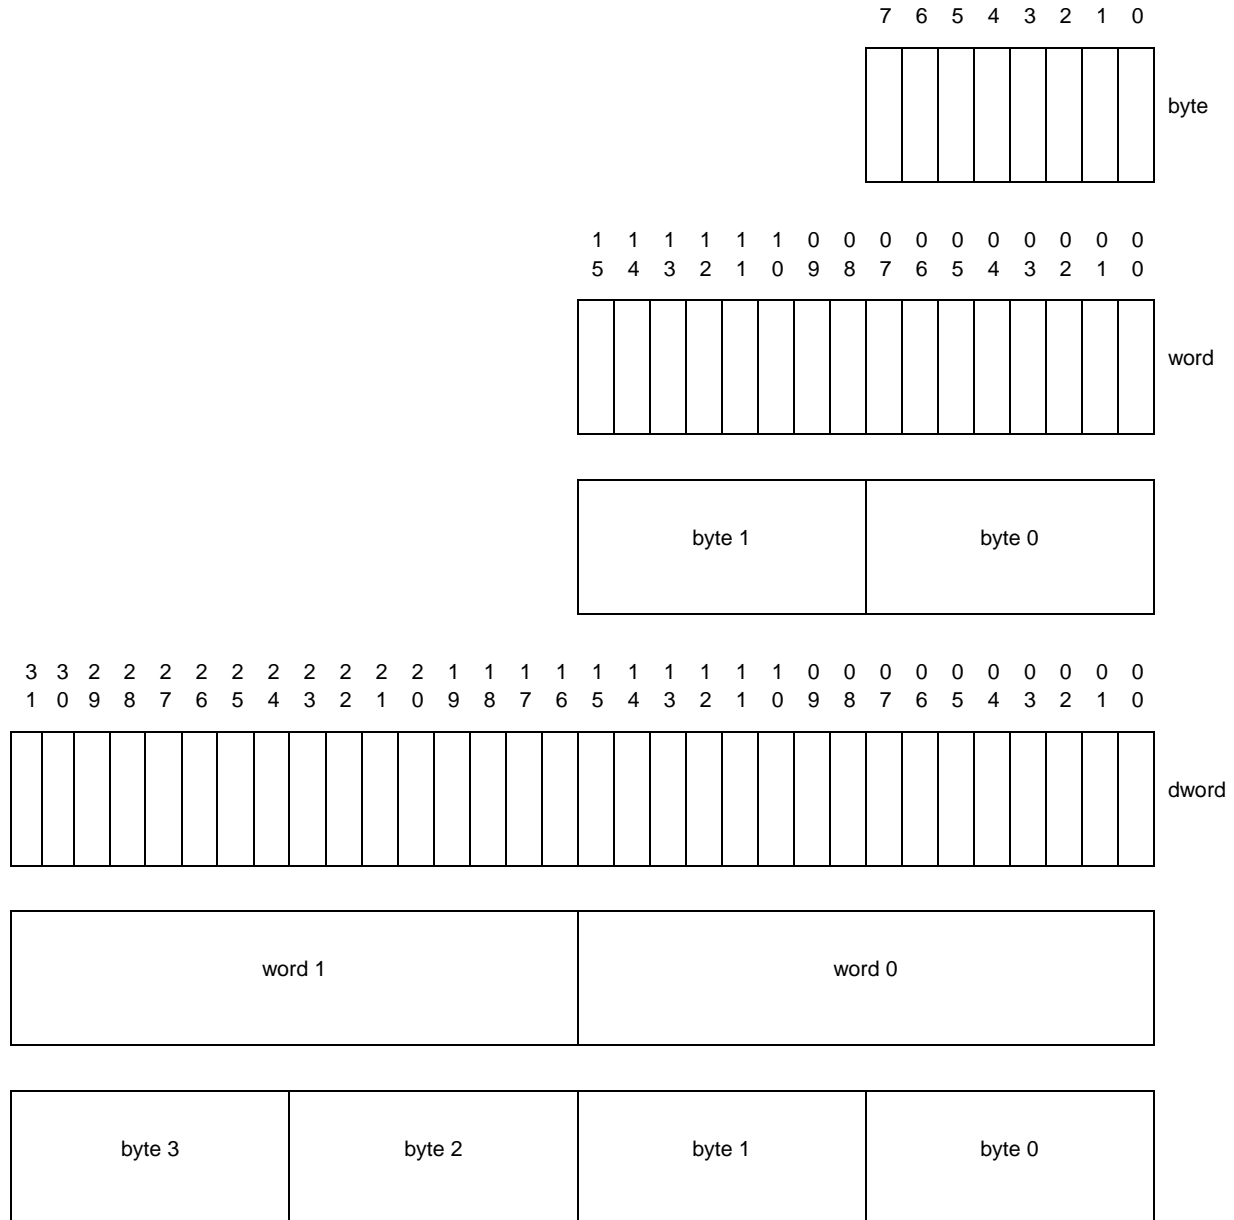 7 6 5 4 3 2 1 0
byte
1 1 1 1 1 1 0 0 0 0 0 0 0 0 0 0
5 4 3 2 1 0 9 8 7 6 5 4 3 2 1 0
word
byte 1 byte 0
3 3 2 2 2 2 2 2 2 2 2 2 1 1 1 1 1 1 1 1 1 1 0 0 0 0 0 0 0 0 0 0
1 0 9 8 7 6 5 4 3 2 1 0 9 8 7 6 5 4 3 2 1 0 9 8 7 6 5 4 3 2 1 0
dword
word 1 word 0
byte 3 byte 2 byte 1 byte 0